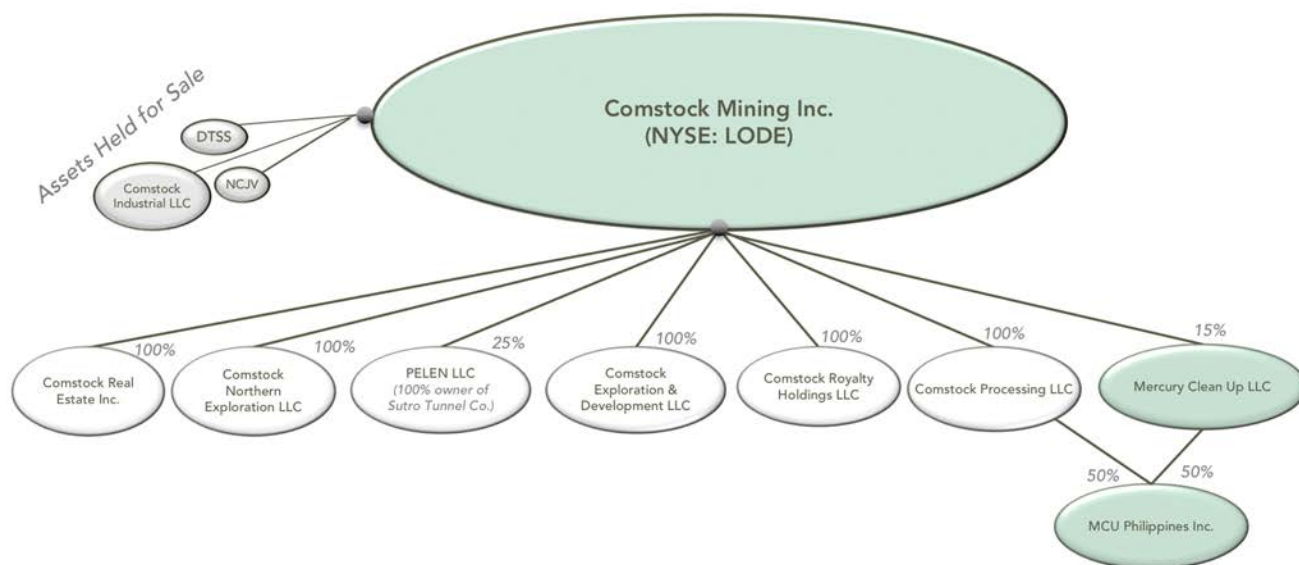 Comstock Mining Inc.
(NYSE: LODE)
Assets Held for Sale
DTSS
Comstock
Industrial LLC
NCJV
100%
100%
25%
100%
100%
100%
15%
Comstock Real
Estate Inc.
Comstock
Northern
Exploration LLC
PELEN LLC
(100% owner of
Sutro Tunnel Co.)
Comstock
Exploration &
Development LLC
Comstock Royalty
Holdings LLC
Comstock Processing LLC
Mercury Clean Up LLC
50%
50%
MCU Philippines Inc.